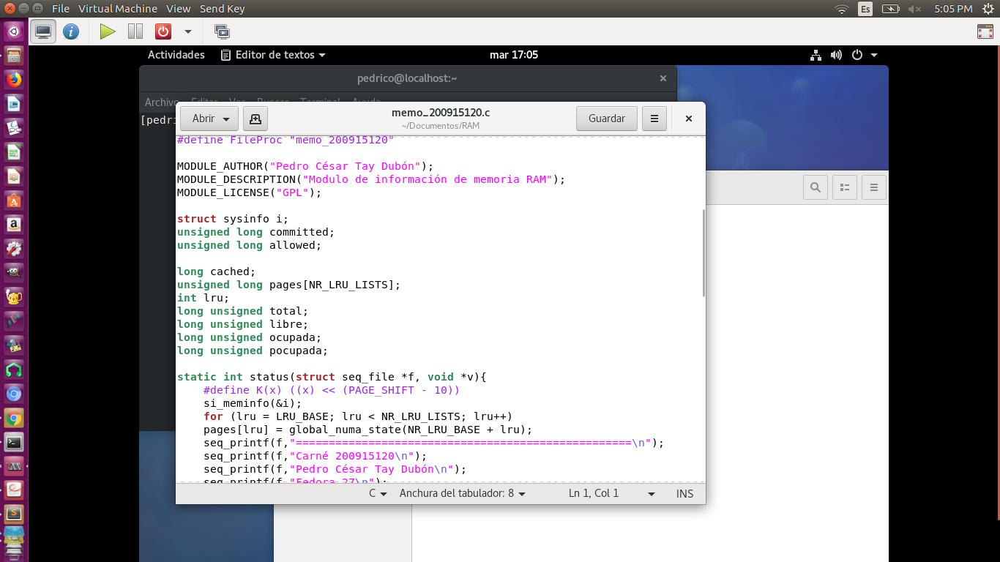 File Virtual Machine View Send Key
Es
5:05 PM
Actividades
Editor de textos
mar 17:05
pedrico@localhost:~
Archivo Editar Ver Buscar Terminal Ayuda
[pedri
Abrir
memo_200915120.c
~/Documentos/RAM
Guardar
#define FileProc "memo_200915120"
MODULE_AUTHOR("Pedro César Tay Dubón");
MODULE_DESCRIPTION("Modulo de información de memoria RAM");
MODULE_LICENSE("GPL");
struct sysinfo i;
unsigned long committed;
unsigned long allowed;
long cached;
unsigned long pages[NR_LRU_LISTS];
int lru;
long unsigned total;
long unsigned libre;
long unsigned ocupada;
long unsigned pocupada;
static int status(struct seq_file *f, void *v){
#define K(x) ((x) << (PAGE_SHIFT - 10))
si_meminfo(&i);
for (lru = LRU_BASE; lru < NR_LRU_LISTS; lru++)
pages[lru] = global_numa_state(NR_LRU_BASE + lru);
seq_printf(f,"===================================================\n");
seq_printf(f,"Carné 200915120\n");
seq_printf(f,"Pedro César Tay Dubón\n");
seq_printf(f,"Fedora 27\n");
C
Anchura del tabulador: 8
Ln 1, Col 1
INS